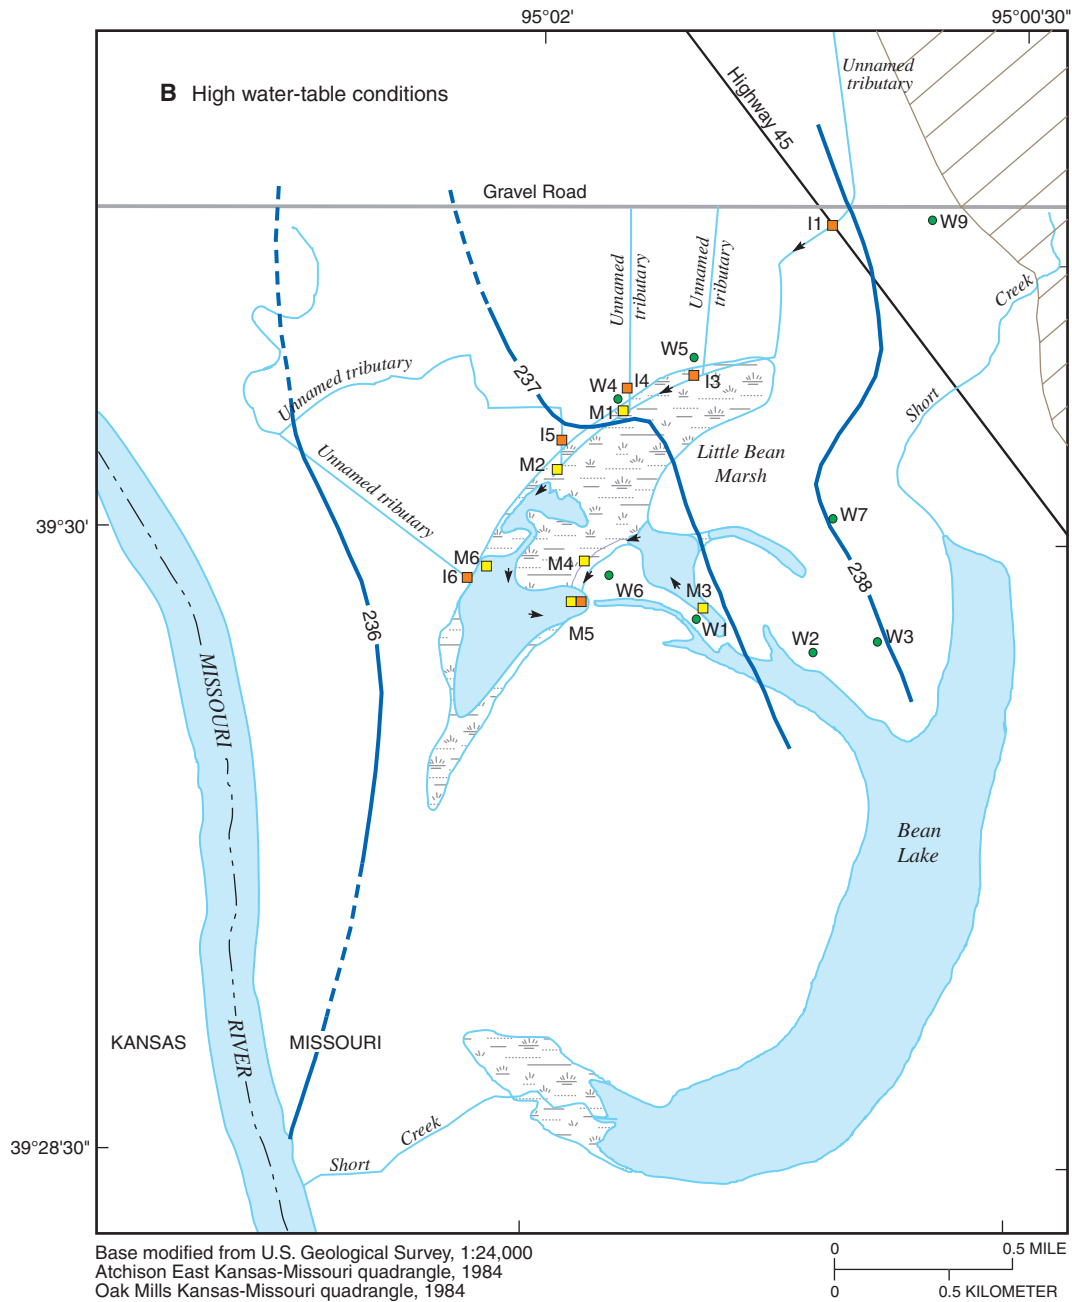 95°02'
95°00'30"
B High water-table conditions
Highway 45
Unnamed
tributary
Gravel Road
I1
W9
Unnamed
tributary
Unnamed
tributary
Creek
W5
237
I3
W4
I4
Unnamed tributary
M1
Short
I5
Little Bean
Marsh
M2
Unnamed tributary
W7
39°30'
M6
M4
I6
W6
M3
238
236
M5
W1
W2
W3
MISSOURI
Bean
Lake
KANSAS
MISSOURI
RIVER
Creek
Short
39°28'30"
Base modified from U.S. Geological Survey, 1:24,000
Atchison East Kansas-Missouri quadrangle, 1984
Oak Mills Kansas-Missouri quadrangle, 1984
0
0.5 MILE
0
0.5 KILOMETER